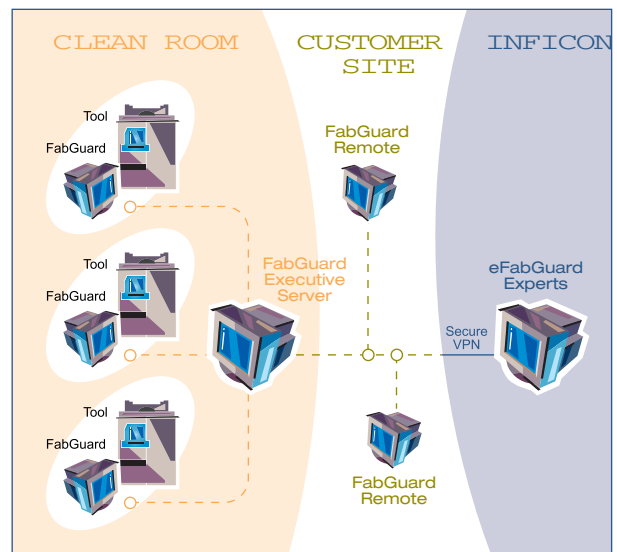 CLEAN ROOM
CUSTOMER
SITE
INFICON
Tool
FabGuard
FabGuard
Remote
Tool
FabGuard
FabGuard
Executive
Server
eFabGuard
Experts
Secure
VPN
Tool
FabGuard
FabGuard
Remote